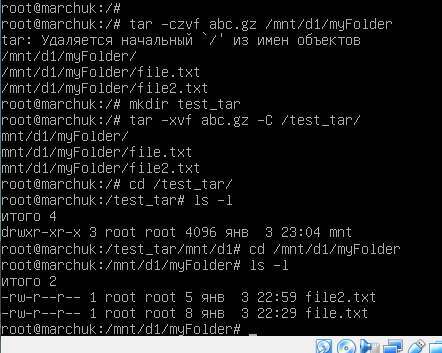 root@marchuk:/#
root@marchuk:/# tar -czvf abc.gz /mnt/d1/myFolder
tar: Удаляется начальный `/' из имен объектов
/mnt/d1/myFolder/
/mnt/d1/myFolder/file.txt
/mnt/d1/myFolder/file2.txt
root@marchuk:/# mkdir test_tar
root@marchuk:/# tar -xvf abc.gz -C /test_tar/
mnt/d1/myFolder/
mnt/d1/myFolder/file.txt
mnt/d1/myFolder/file2.txt
root@marchuk:/# cd /test_tar/
root@marchuk:/test_tar# ls -l
итого 4
drwxr-xr-x 3 root root 4096 янв  3 23:04 mnt
root@marchuk:/test_tar/mnt/d1# cd /mnt/d1/myFolder
root@marchuk:/mnt/d1/myFolder# ls -l
итого 2
-rw-r--r-- 1 root root 5 янв  3 22:59 file2.txt
-rw-r--r-- 1 root root 8 янв  3 22:29 file.txt
root@marchuk:/mnt/d1/myFolder# _